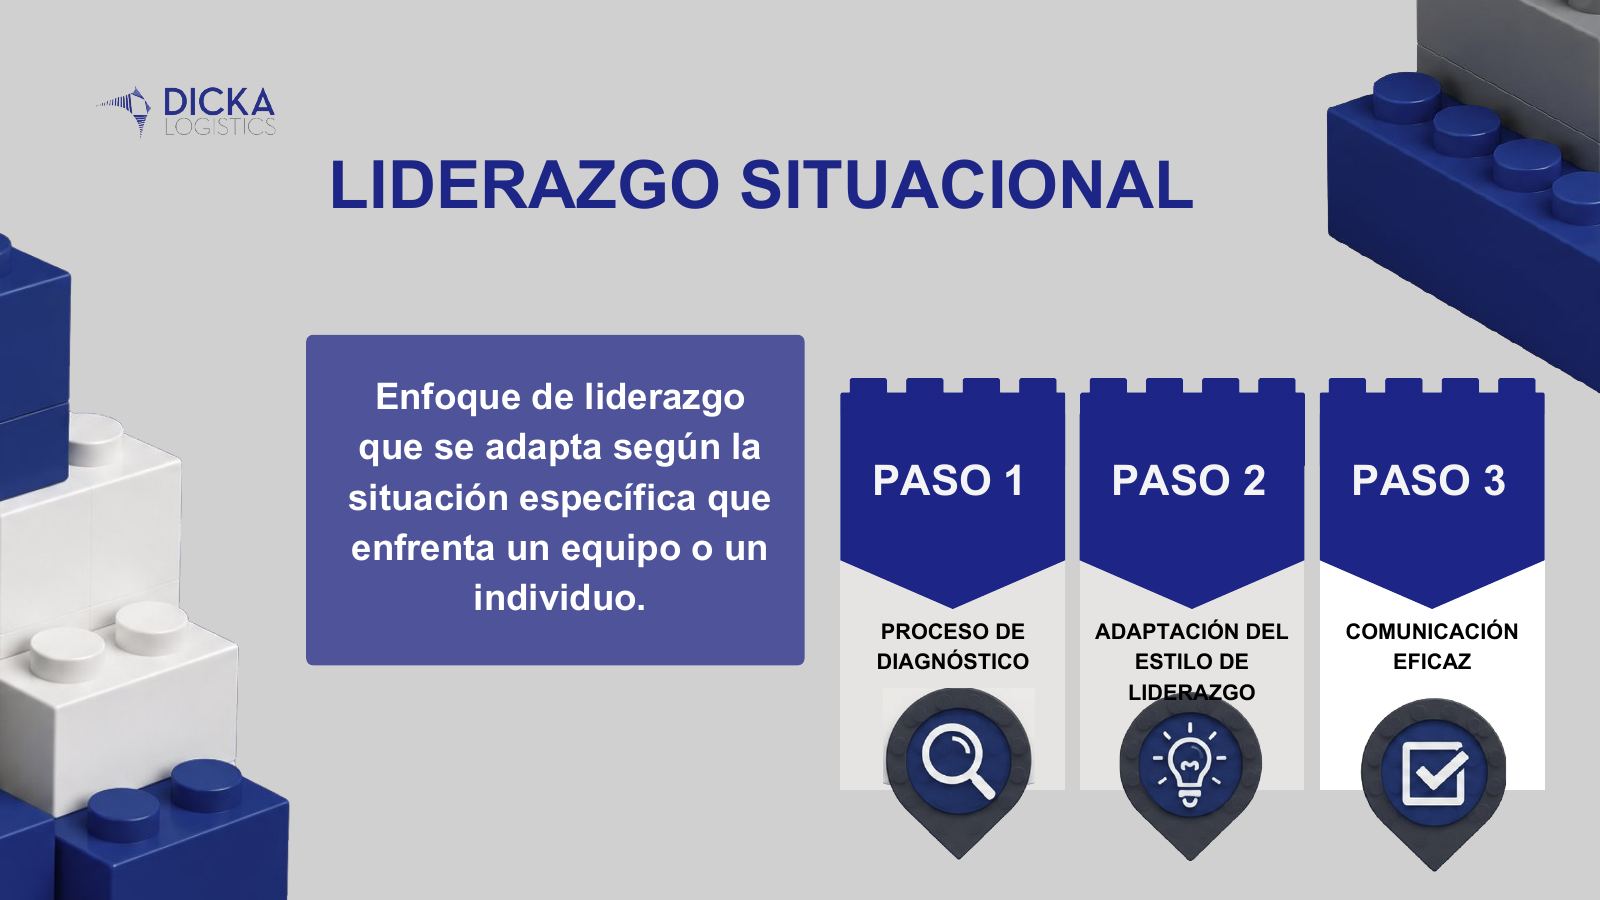 DICKA
LOGISTICS
LIDERAZGO SITUACIONAL
Enfoque de liderazgo
que se adapta según la
situación específica que
enfrenta un equipo o un
individuo.
PASO 1
PROCESO DE
DIAGNÓSTICO
PASO 2
ADAPTACIÓN DEL
ESTILO DE
LIDERAZGO
PASO 3
COMUNICACIÓN
EFICAZ